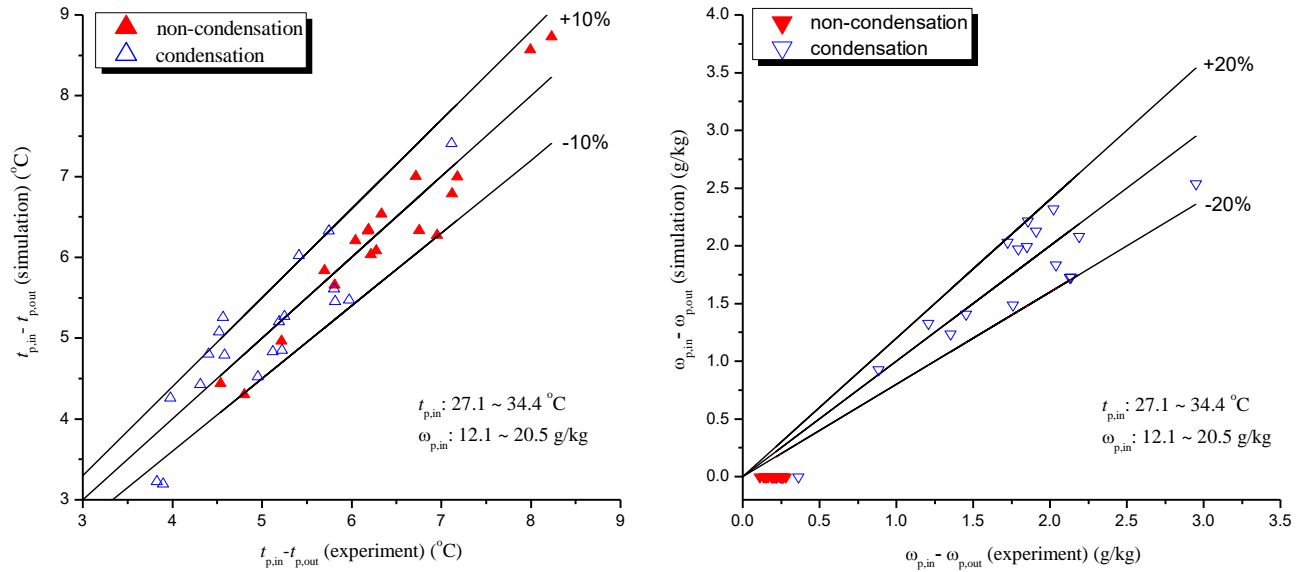 non-condensation
condensation
+10%
-10%
9
8
7
6
5
4
3
3
4
5
6
7
8
9
t_p,in - t_p,out (simulation) (°C)
t_p,in: 27.1 ~ 34.4 °C
ω_p,in: 12.1 ~ 20.5 g/kg
t_p,in-t_p,out (experiment) (°C)
non-condensation
condensation
+20%
-20%
4.0
3.5
3.0
2.5
2.0
1.5
1.0
0.5
0.0
0.0
0.5
1.0
1.5
2.0
2.5
3.0
3.5
ω_p,in- ω_p,out (simulation) (g/kg)
t_p,in: 27.1 ~ 34.4 °C
ω_p,in: 12.1 ~ 20.5 g/kg
ω_p,in- ω_p,out (experiment) (g/kg)